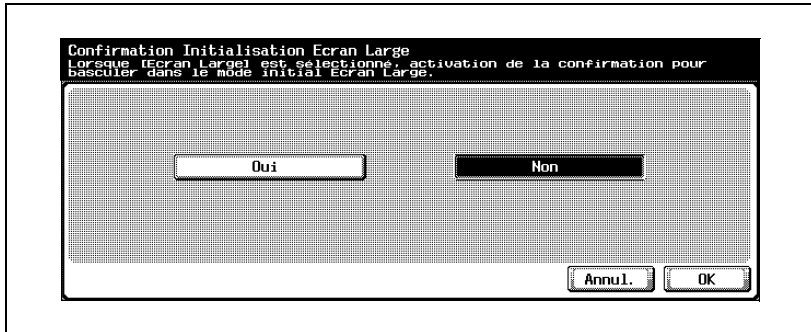 Confirmation Initialisation Ecran Large
Lorsque [Ecran Large] est sélectionné, activation de la confirmation pour
basculer dans le mode initial Ecran Large.
Oui
Non
Annul.
OK